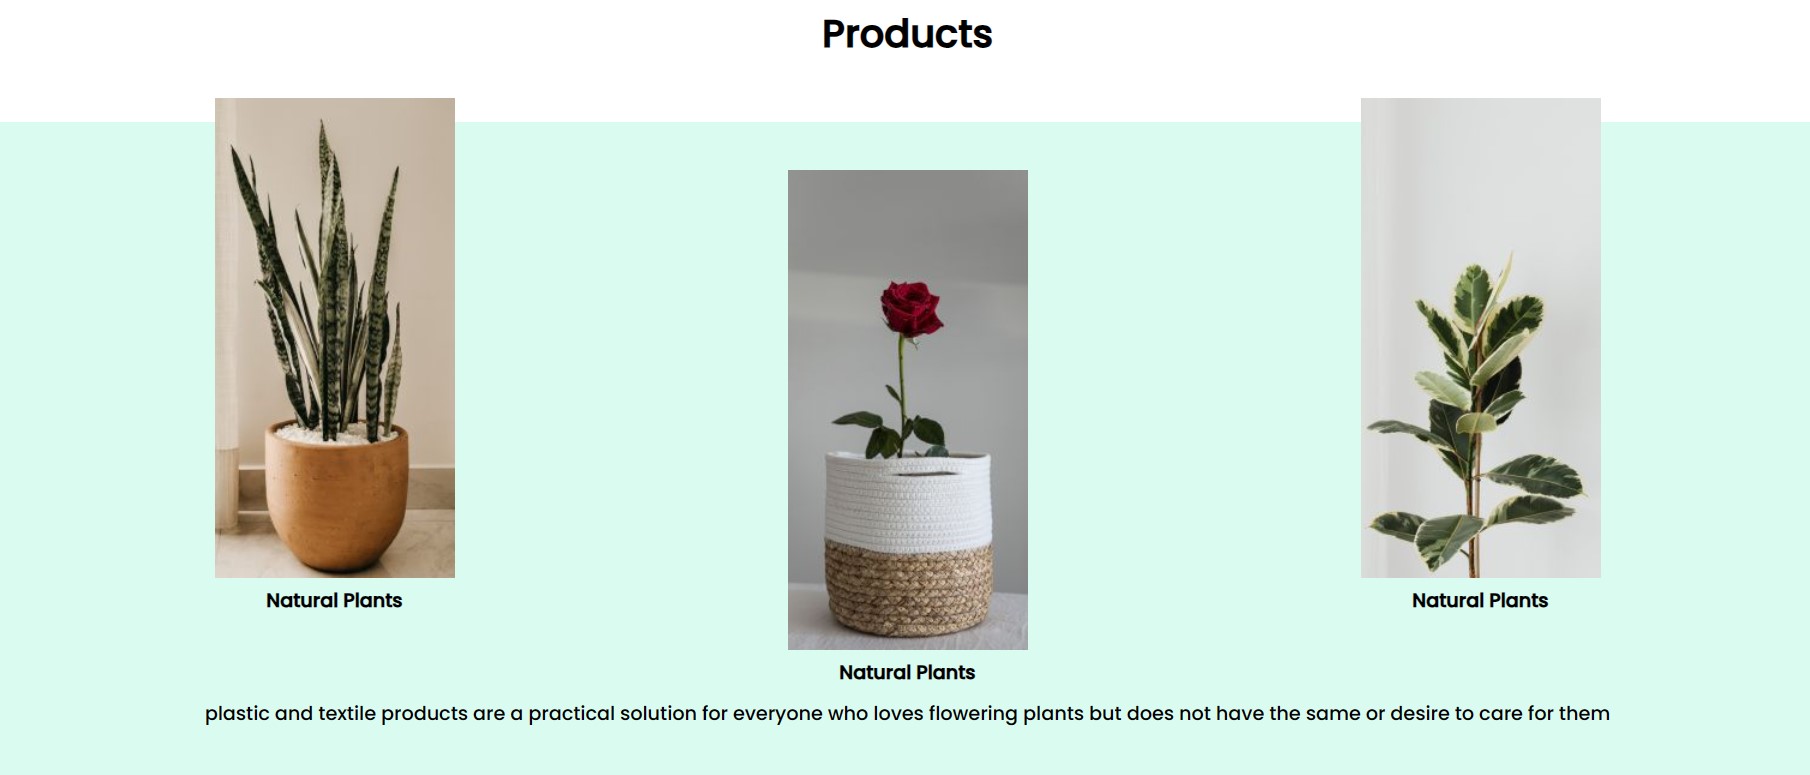 Products
Natural Plants
Natural Plants
Natural Plants
plastic and textile products are a practical solution for everyone who loves flowering plants but does not have the same or desire to care for them